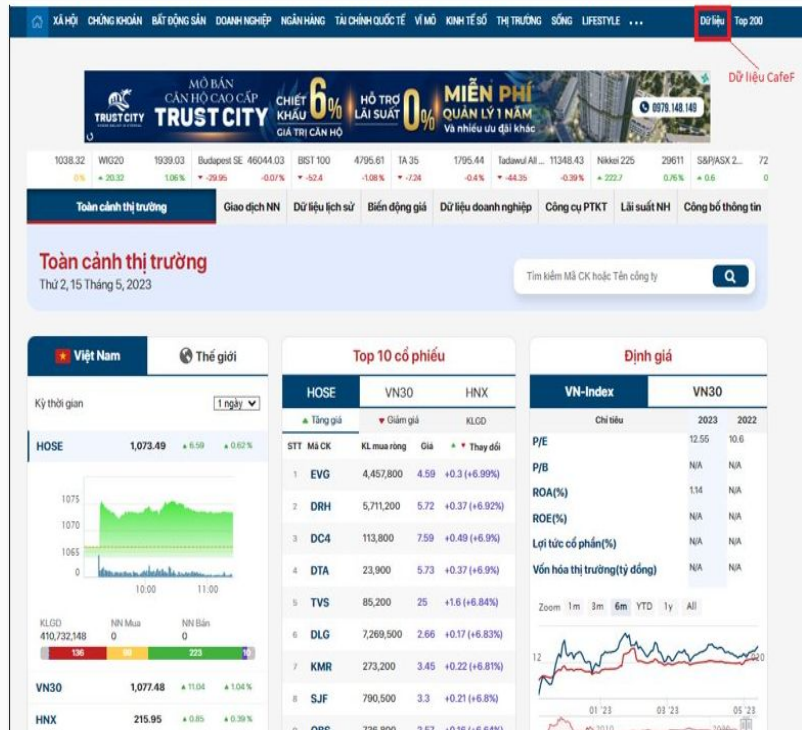 XÃ HỘI CHỨNG KHOÁN BẤT ĐỘNG SẢN DOANH NGHIỆP NGÂN HÀNG TÀI CHÍNH QUỐC TẾ VĨ MÔ KINH TẾ SỐ THỊ TRƯỜNG SỐNG LIFESTYLE ••• Dữ liệu Top 200
Dữ liệu CafeF
TRUST CITY
MỞ BÁN
CĂN HỘ CAO CẤP
TRUST CITY
CHIẾT KHẤU 6%
GIÁ TRỊ CĂN HỘ
HỖ TRỢ LÃI SUẤT 0%
MIỄN PHÍ
QUẢN LÝ 1 NĂM
Và nhiều ưu đãi khác
0979.148.149
1038.32 WIG20 1939.03 Budapest SE 46044.03 BIST 100 4795.61 TA 35 1795.44 Tadawul All ... 11348.43 Nikkei 225 29611 S&P/ASX 2... 72
0% ▲ 20.32 1.06% ▼ -29.95 -0.07% ▼ -52.4 -1.08% ▼ -7.24 -0.4% ▼ -44.35 -0.39% ▲ 222.7 0.76% ▲ 0.6 0
Toàn cảnh thị trường Giao dịch NN Dữ liệu lịch sử Biến động giá Dữ liệu doanh nghiệp Công cụ PTKT Lãi suất NH Công bố thông tin
Toàn cảnh thị trường
Thứ 2, 15 Tháng 5, 2023
Tìm kiếm Mã CK hoặc Tên công ty
Việt Nam Thế giới
Kỳ thời gian 1 ngày
HOSE 1,073.49 ▲ 6.59 ▲ 0.62 %
1075
1070
1065
0
10:00 11:00
KLGD NN Mua NN Bán
410,732,148 0 0
136 223 10
VN30 1,077.48 ▲ 11.04 ▲ 1.04 %
HNX 215.95 ▲ 0.85 ▲ 0.39 %
Top 10 cổ phiếu
HOSE VN30 HNX
▲ Tăng giá ▼ Giảm giá KLGD
STT Mã CK KL mua ròng Giá ▲ ▼ Thay đổi
1 EVG 4,457,800 4.59 +0.3 (+6.99%)
2 DRH 5,711,200 5.72 +0.37 (+6.92%)
3 DC4 113,800 7.59 +0.49 (+6.9%)
4 DTA 23,900 5.73 +0.37 (+6.9%)
5 TVS 85,200 25 +1.6 (+6.84%)
6 DLG 7,269,500 2.66 +0.17 (+6.83%)
7 KMR 273,200 3.45 +0.22 (+6.81%)
8 SJF 790,500 3.3 +0.21 (+6.8%)
Định giá
VN-Index VN30
Chỉ tiêu 2023 2022
P/E 12.55 10.6
P/B N/A N/A
ROA(%) 1.14 N/A
ROE(%) N/A N/A
Lợi tức cổ phần(%) N/A N/A
Vốn hóa thị trường(tỷ đồng) N/A N/A
Zoom 1m 3m 6m YTD 1y All
12
01 '23 03 '23 05 '23